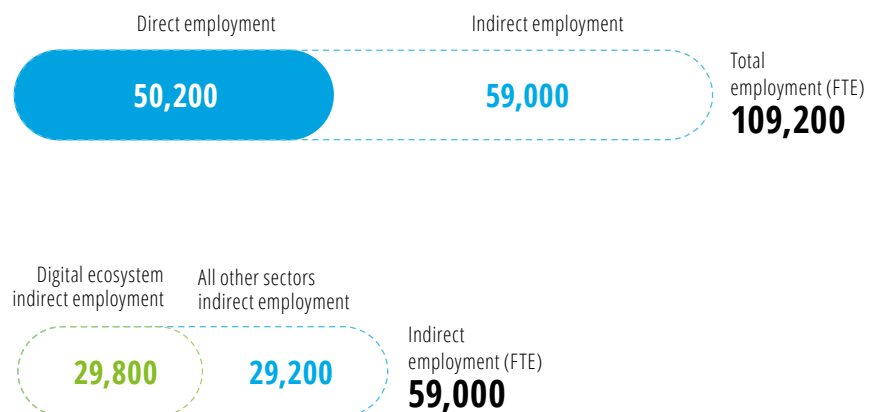 Direct employment
Indirect employment
50,200
59,000
Total
employment (FTE)
109,200
Digital ecosystem
indirect employment
All other sectors
indirect employment
29,800
29,200
Indirect
employment (FTE)
59,000